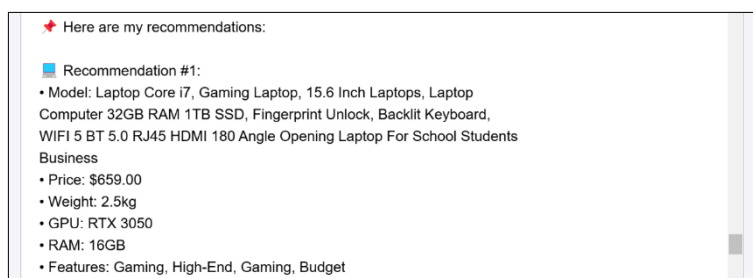 📌 Here are my recommendations:
💻 Recommendation #1:
• Model: Laptop Core i7, Gaming Laptop, 15.6 Inch Laptops, Laptop
Computer 32GB RAM 1TB SSD, Fingerprint Unlock, Backlit Keyboard,
WIFI 5 BT 5.0 RJ45 HDMI 180 Angle Opening Laptop For School Students
Business
• Price: $659.00
• Weight: 2.5kg
• GPU: RTX 3050
• RAM: 16GB
• Features: Gaming, High-End, Gaming, Budget